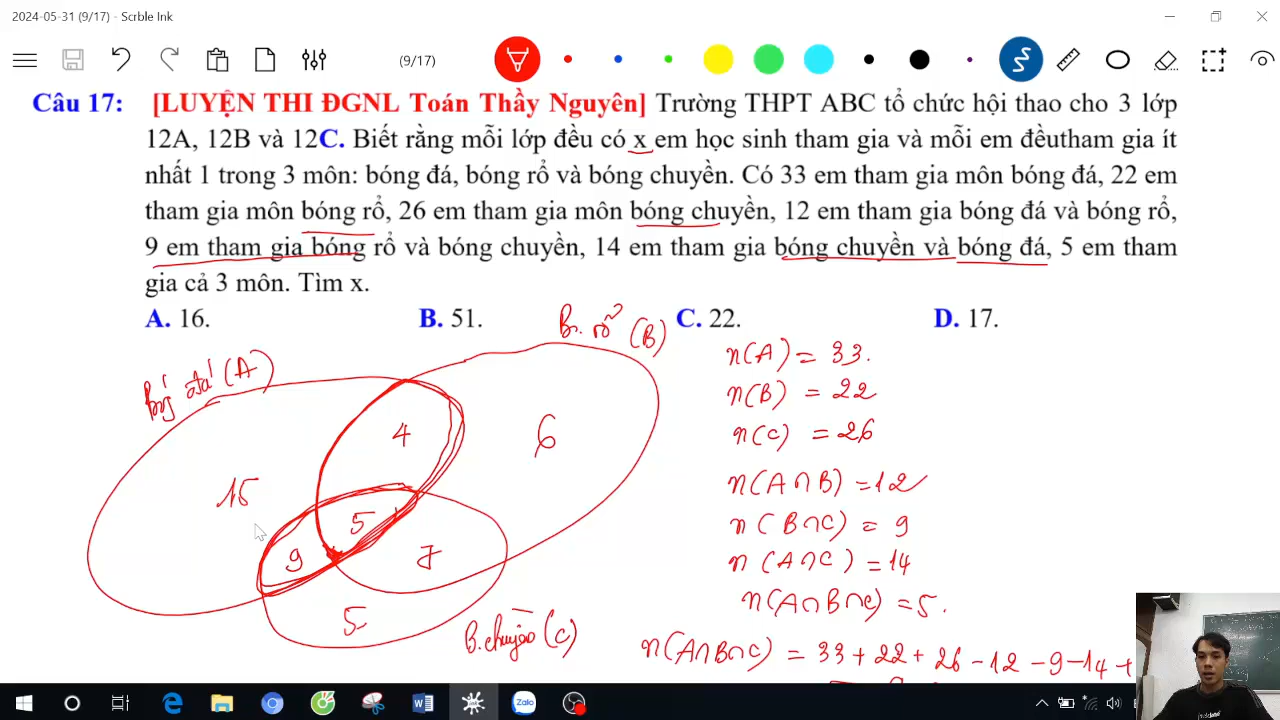 2024-05-31 (9/17) - Scrble Ink
(9/17)
Câu 17: [LUYỆN THI ĐGNL Toán Thầy Nguyên] Trường THPT ABC tổ chức hội thao cho 3 lớp
12A, 12B và 12C. Biết rằng mỗi lớp đều có x em học sinh tham gia và mỗi em đềutham gia ít
nhất 1 trong 3 môn: bóng đá, bóng rổ và bóng chuyền. Có 33 em tham gia môn bóng đá, 22 em
tham gia môn bóng rổ, 26 em tham gia môn bóng chuyền, 12 em tham gia bóng đá và bóng rổ,
9 em tham gia bóng rổ và bóng chuyền, 14 em tham gia bóng chuyền và bóng đá, 5 em tham
gia cả 3 môn. Tìm x.
A. 16. B. 51. C. 22. D. 17.
B. rổ (B)
đá (A)
n(A) = 33.
n(B) = 22
n(C) = 26
4
6
15
n(A∩B) = 12
5
n(B∩C) = 9
9
n(A∩C) = 14
n(A∩B∩C) = 5.
5
B.chuyền (C)
n(A∩B∩C) = 33 + 22 + 26 - 12 - 9 - 14 +
Zalo